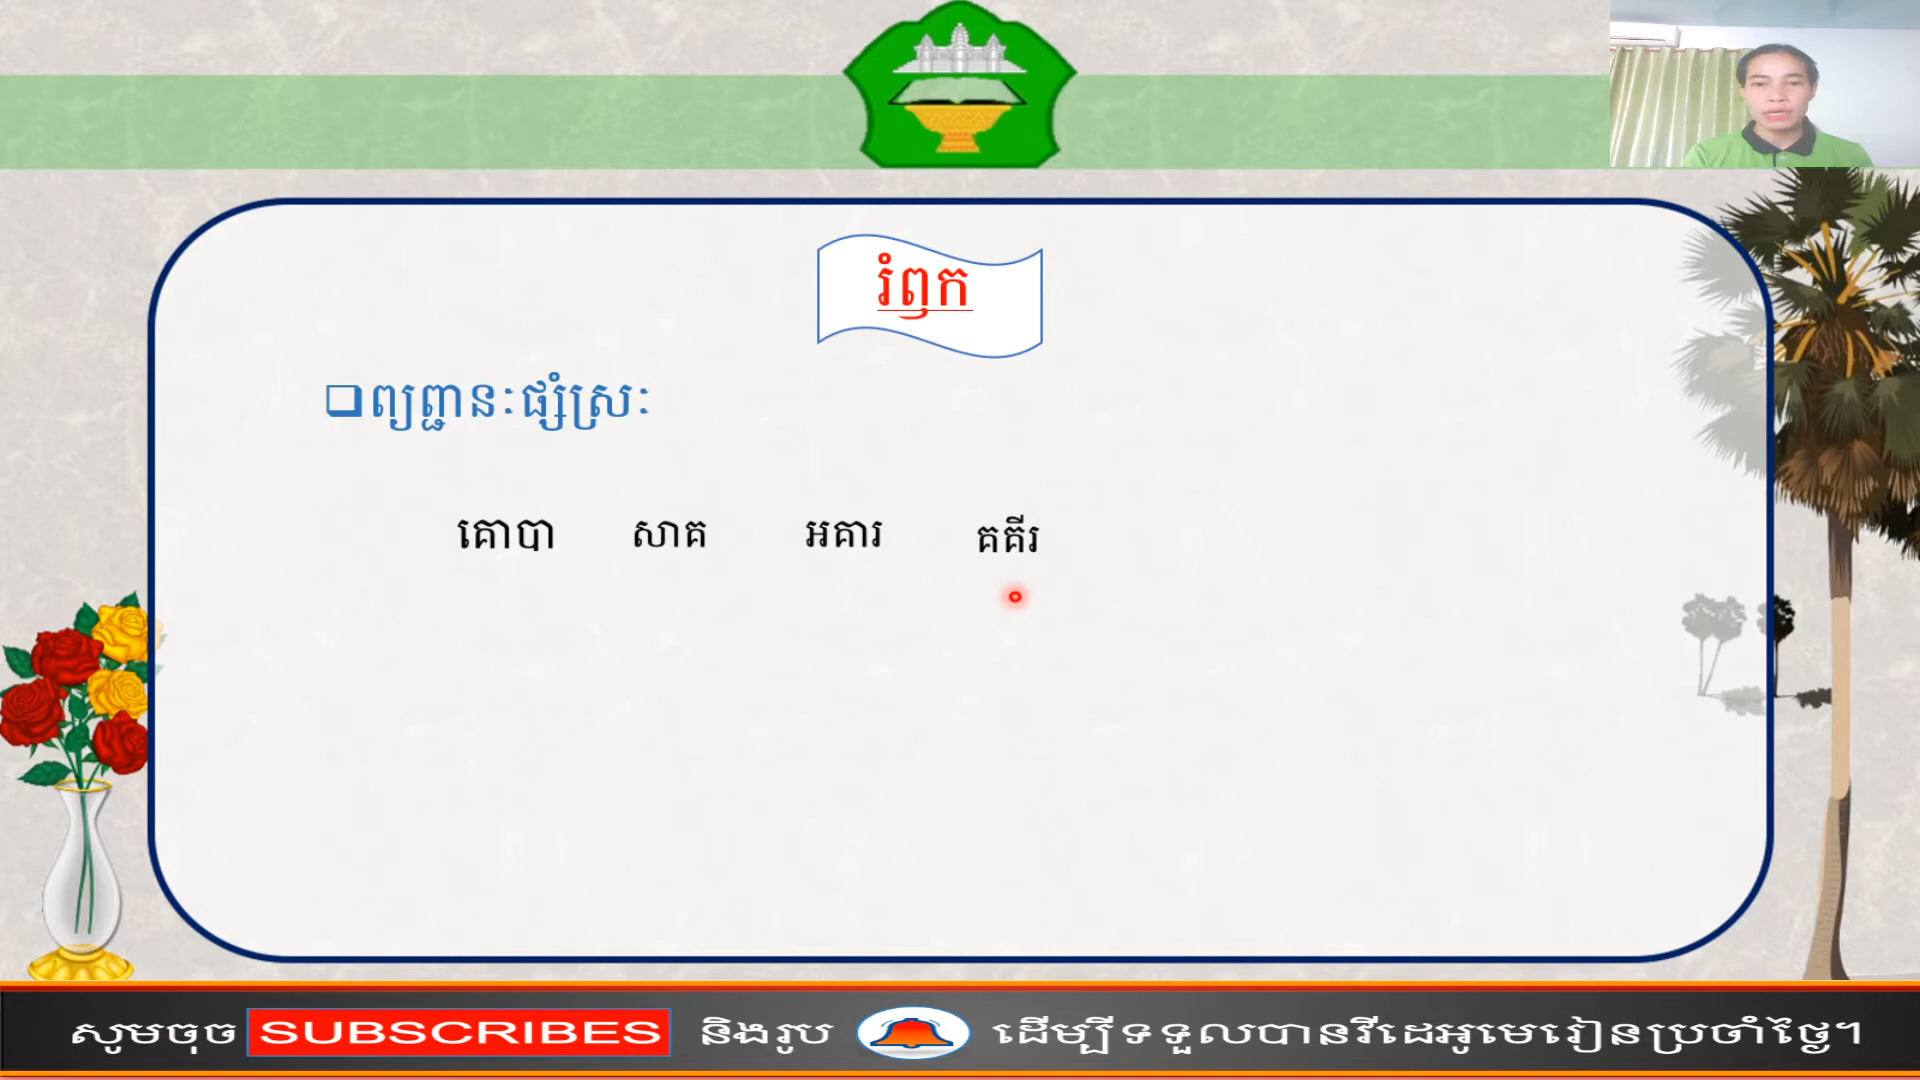 រំឭក
ព្យព្ជានៈផ្សំស្រៈ
គោបា សាគ អគារ គគីរ
សូមចុច SUBSCRIBES និងរូប ដើម្បីទទួលបានវីដេអូមេរៀនប្រចាំថ្ងៃ។